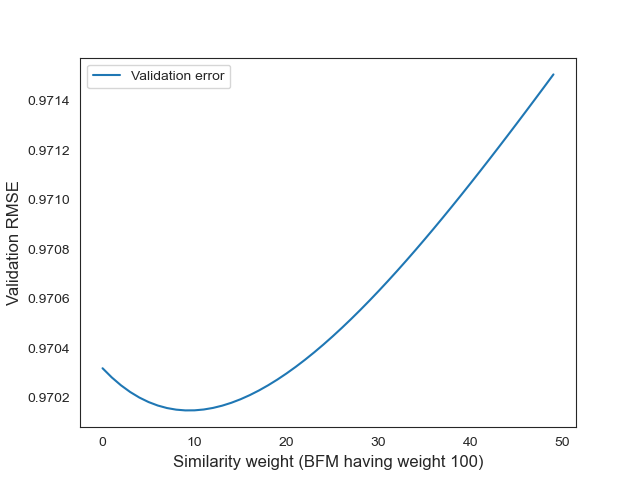 Validation error
0.9714
0.9712
0.9710
0.9708
0.9706
0.9704
0.9702
Validation RMSE
0 10 20 30 40 50
Similarity weight (BFM having weight 100)